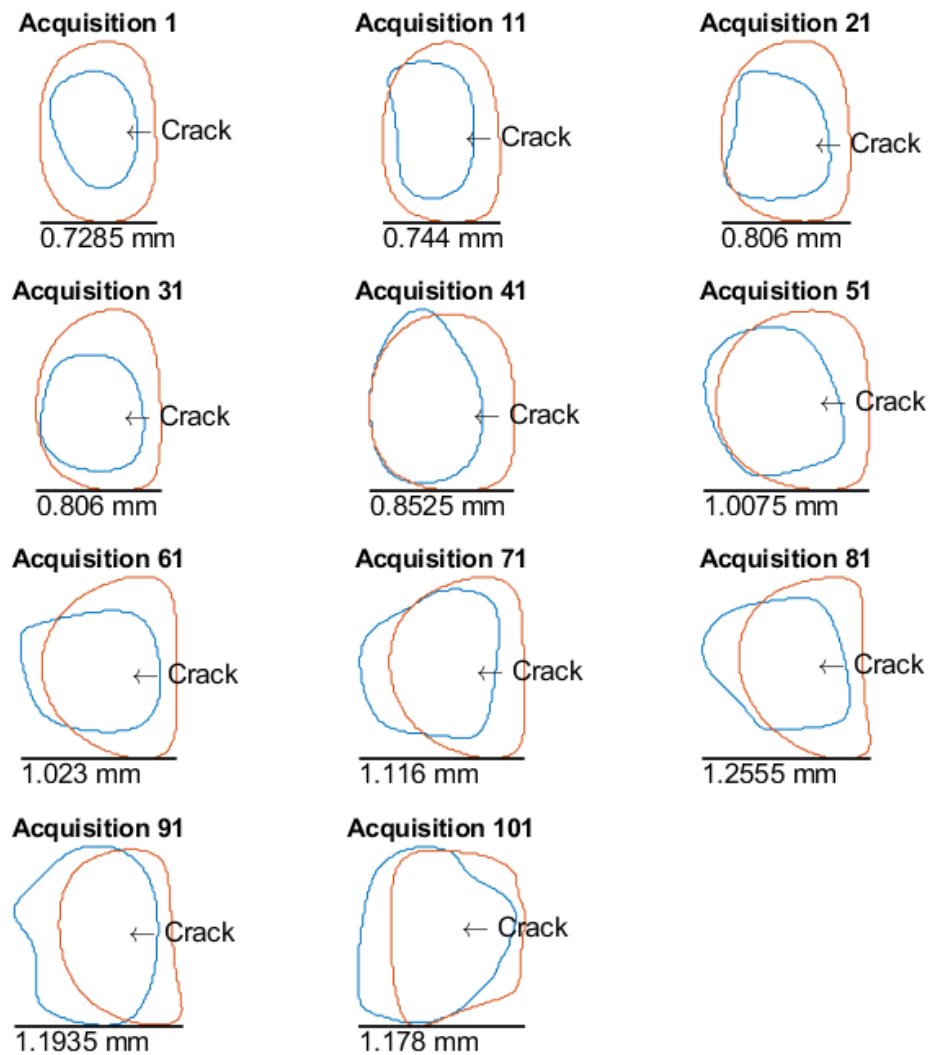 Acquisition 1
Acquisition 11
Acquisition 21
Crack
Crack
Crack
0.7285 mm
0.744 mm
0.806 mm
Acquisition 31
Acquisition 41
Acquisition 51
Crack
Crack
Crack
0.806 mm
0.8525 mm
1.0075 mm
Acquisition 61
Acquisition 71
Acquisition 81
Crack
Crack
Crack
1.023 mm
1.116 mm
1.2555 mm
Acquisition 91
Acquisition 101
Crack
Crack
1.1935 mm
1.178 mm